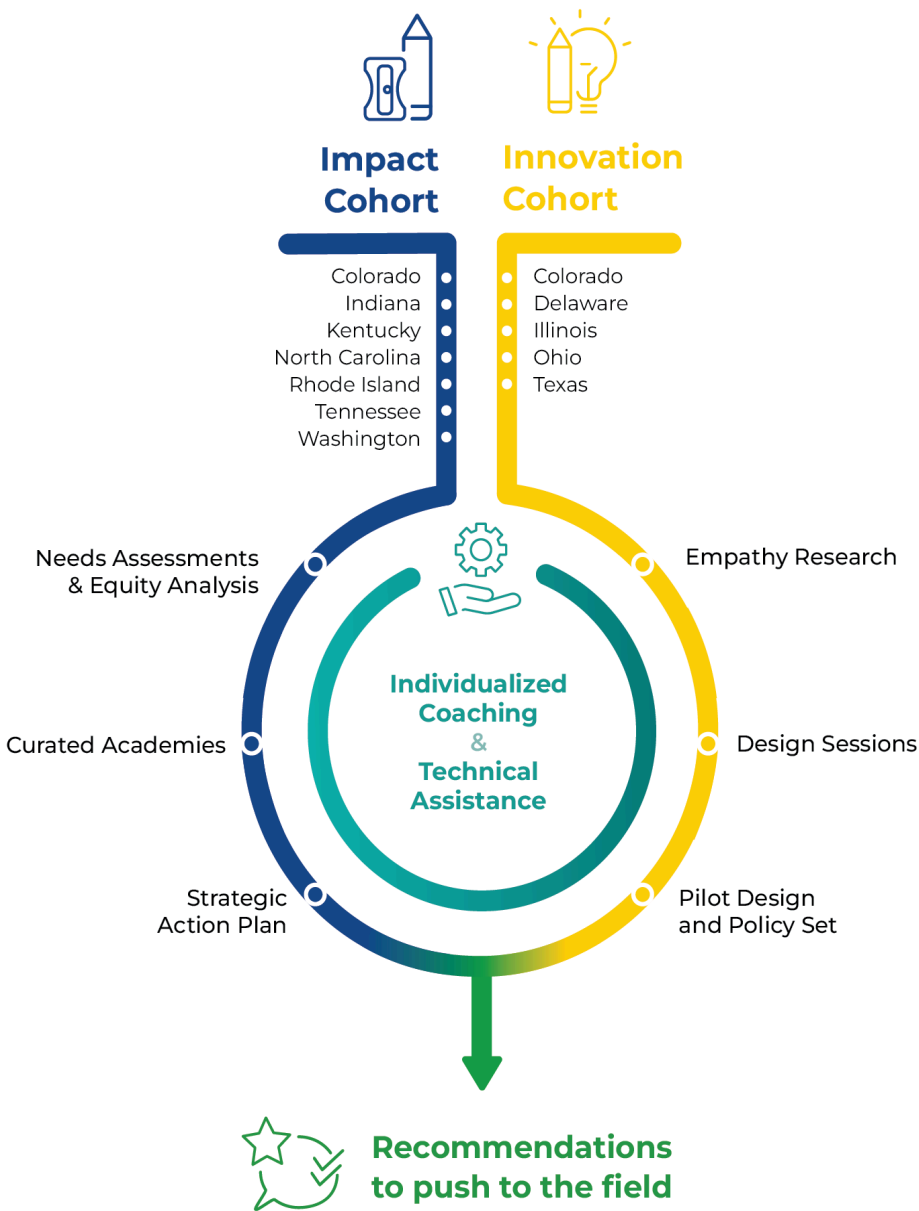 Impact
Cohort
Innovation
Cohort
Colorado
Indiana
Kentucky
North Carolina
Rhode Island
Tennessee
Washington
Colorado
Delaware
Illinois
Ohio
Texas
Needs Assessments
& Equity Analysis
Empathy Research
Individualized
Coaching
&
Technical
Assistance
Curated Academies
Design Sessions
Strategic
Action Plan
Pilot Design
and Policy Set
Recommendations
to push to the field